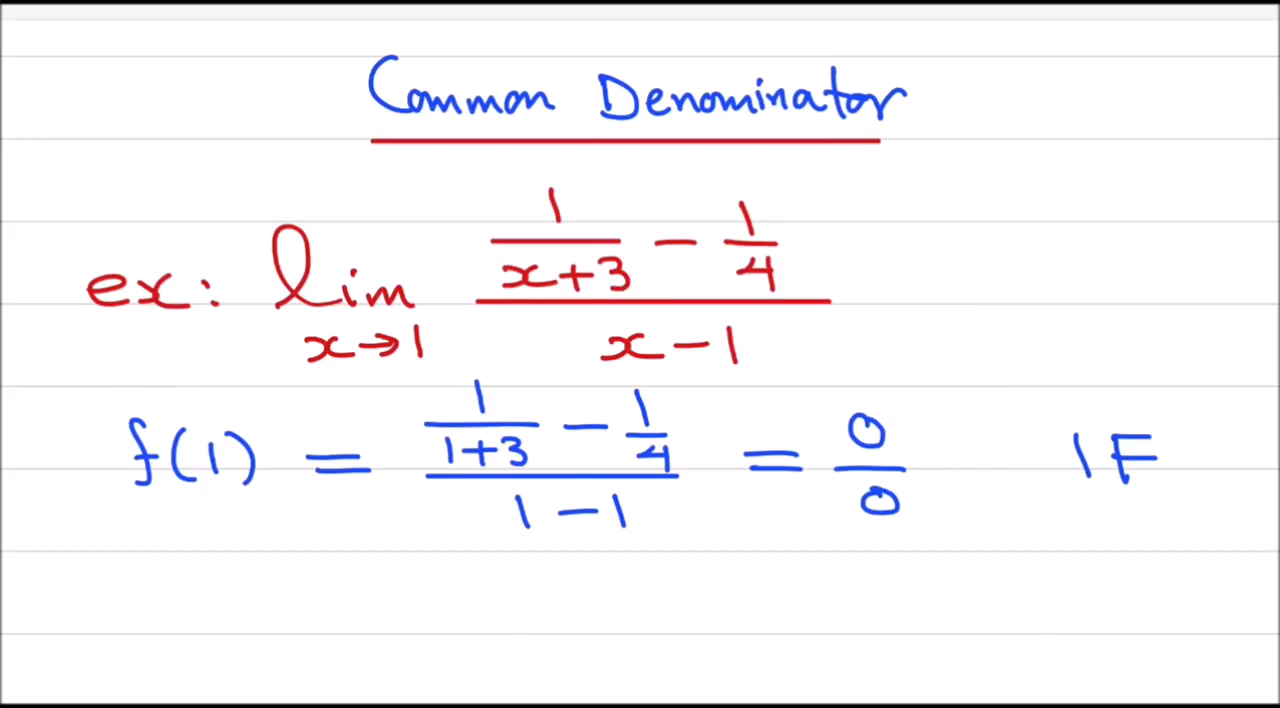 Common Denominator
ex: lim x→1 (1/(x+3) - 1/4)/(x-1)
f(1) = (1/(1+3) - 1/4)/(1-1) = 0/0 IF